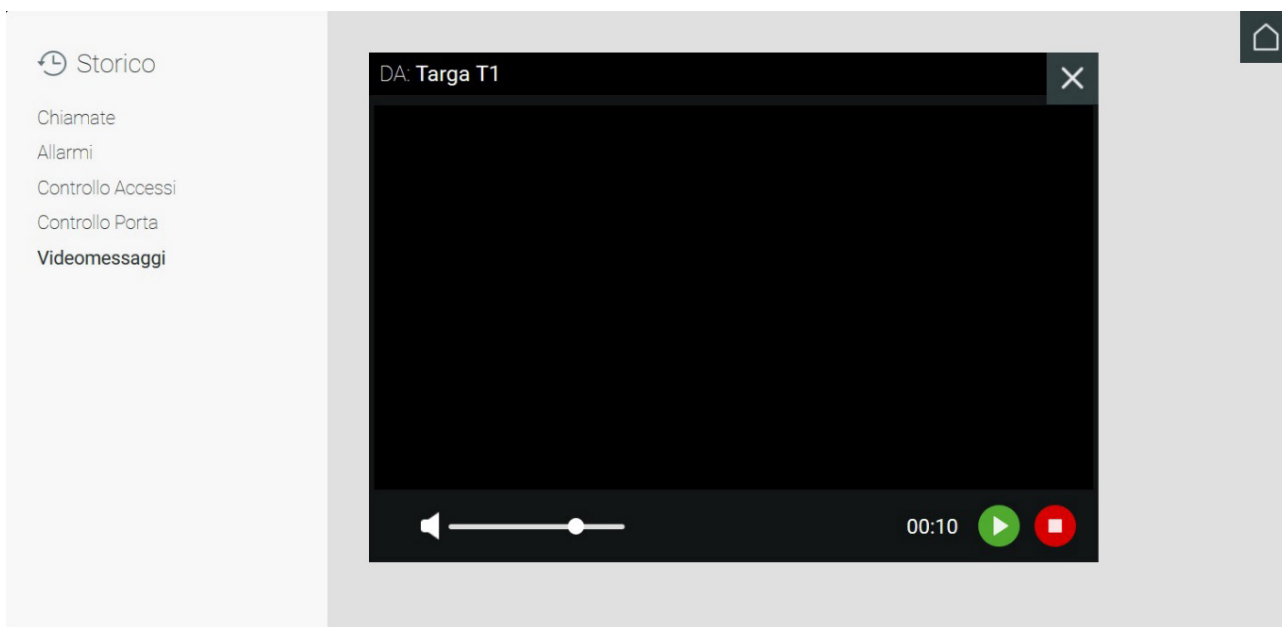 Storico
Chiamate
Allarmi
Controllo Accessi
Controllo Porta
Videomessaggi
DA: Targa T1
00:10